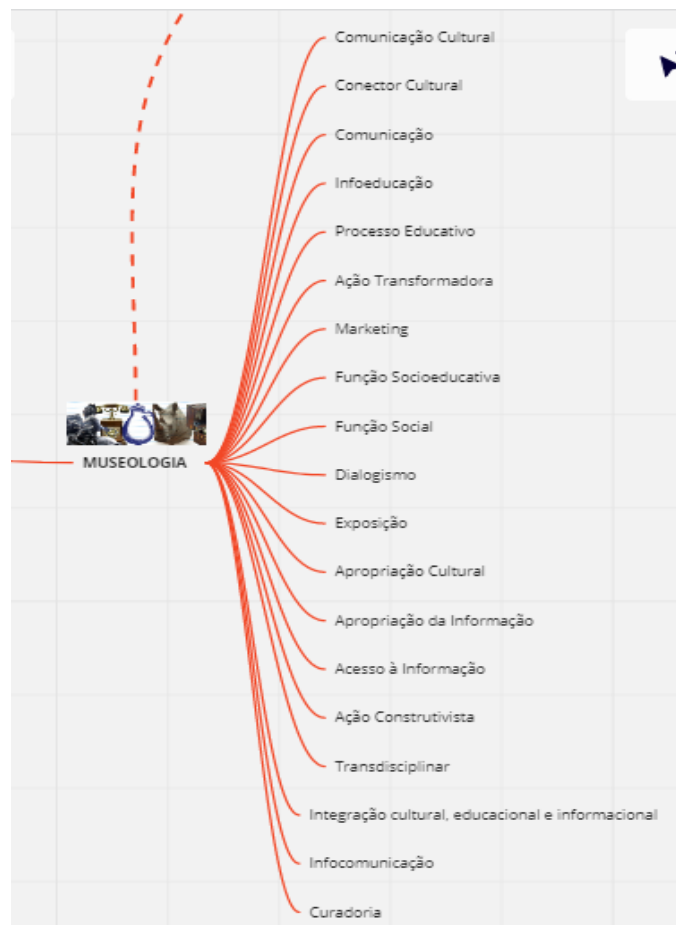 Comunicação Cultural
Conector Cultural
Comunicação
Infoeducação
Processo Educativo
Ação Transformadora
Marketing
Função Socioeducativa
Função Social
MUSEOLOGIA
Dialogismo
Exposição
Apropriação Cultural
Apropriação da Informação
Acesso à Informação
Ação Construtivista
Transdisciplinar
Integração cultural, educacional e informacional
Infocomunicação
Curadoria